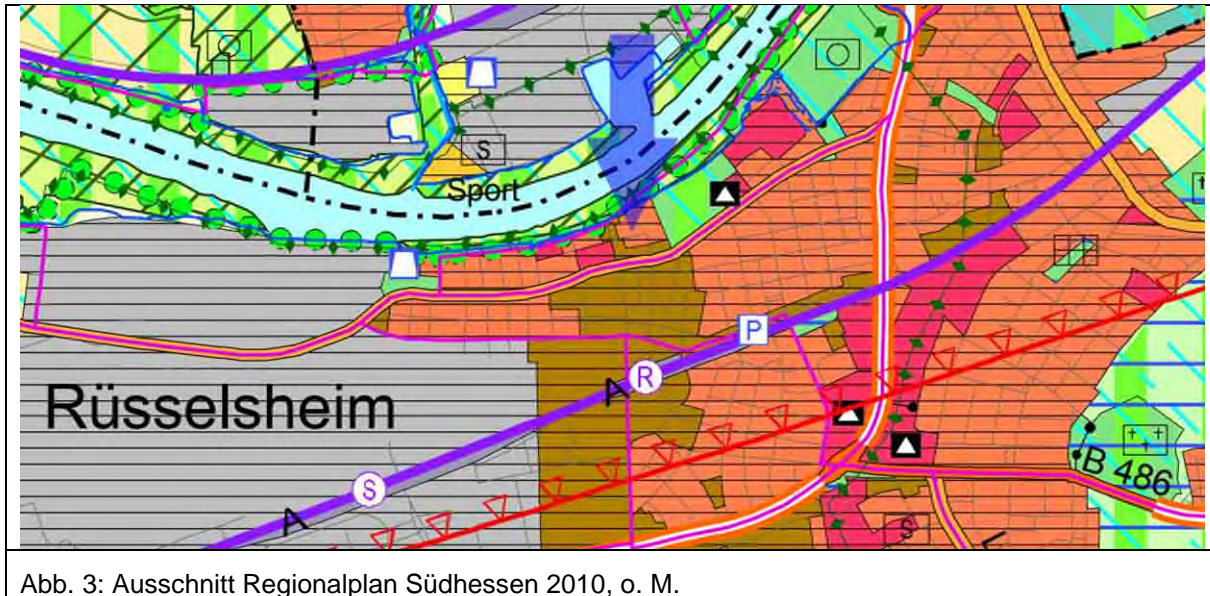 S
Sport
P
R
Rüsselsheim
A
S
A
B 486
S
L
Abb. 3: Ausschnitt Regionalplan Südhessen 2010, o. M.